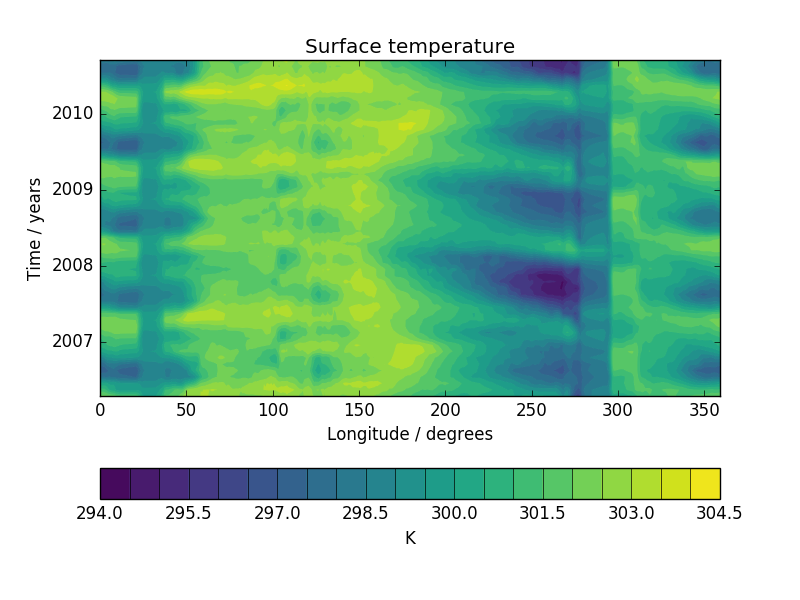 Surface temperature
Time / years
2010
2009
2008
2007
0 50 100 150 200 250 300 350
Longitude / degrees
294.0 295.5 297.0 298.5 300.0 301.5 303.0 304.5
K